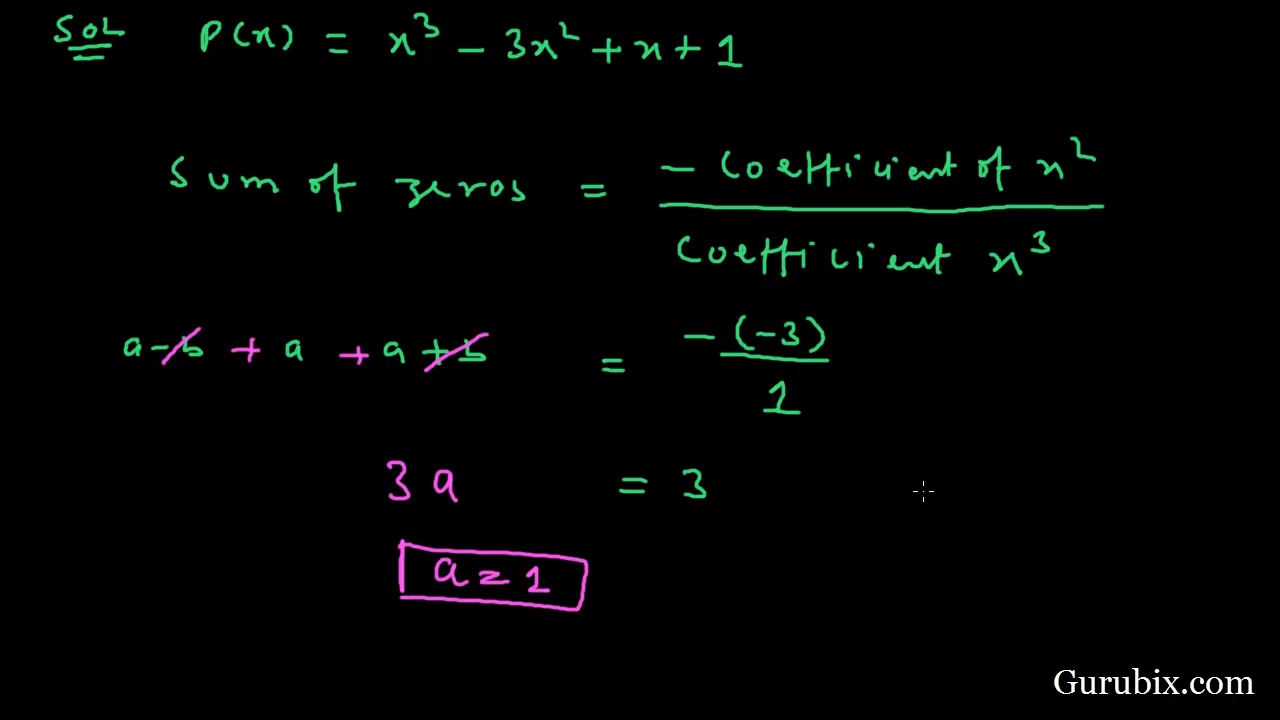 Sol P(x) = x³ - 3x² + x + 1
Sum of zeros = - Coefficient of x² / Coefficient x³
a - b + a + a + b = -(-3) / 1
3a = 3
a = 1
Gurubix.com